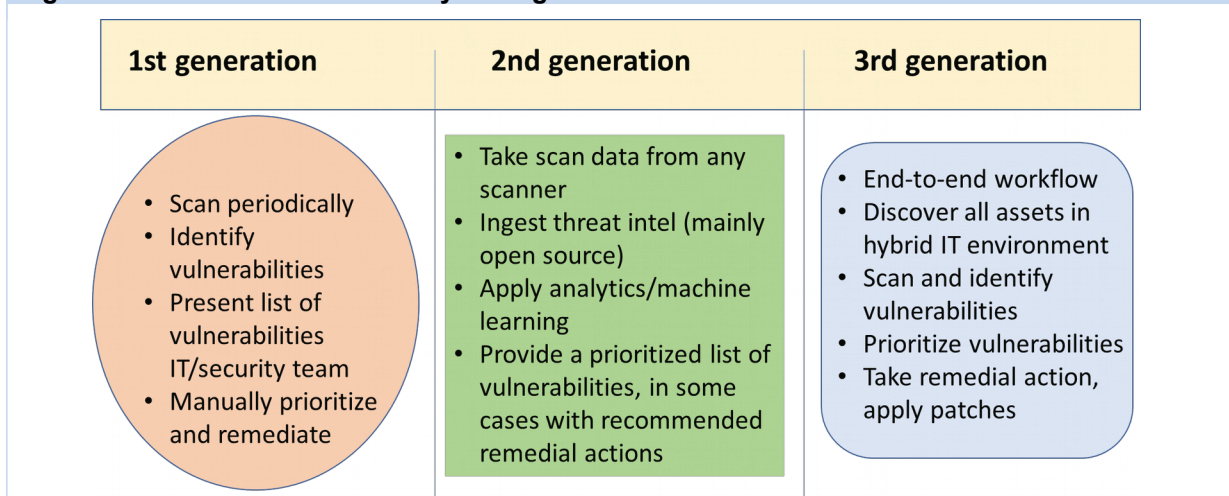 1st generation
2nd generation
3rd generation
• Scan periodically
• Identify
vulnerabilities
• Present list of
vulnerabilities
IT/security team
• Manually prioritize
and remediate
• Take scan data from any
scanner
• Ingest threat intel (mainly
open source)
• Apply analytics/machine
learning
• Provide a prioritized list of
vulnerabilities, in some
cases with recommended
remedial actions
• End-to-end workflow
• Discover all assets in
hybrid IT environment
• Scan and identify
vulnerabilities
• Prioritize vulnerabilities
• Take remedial action,
apply patches